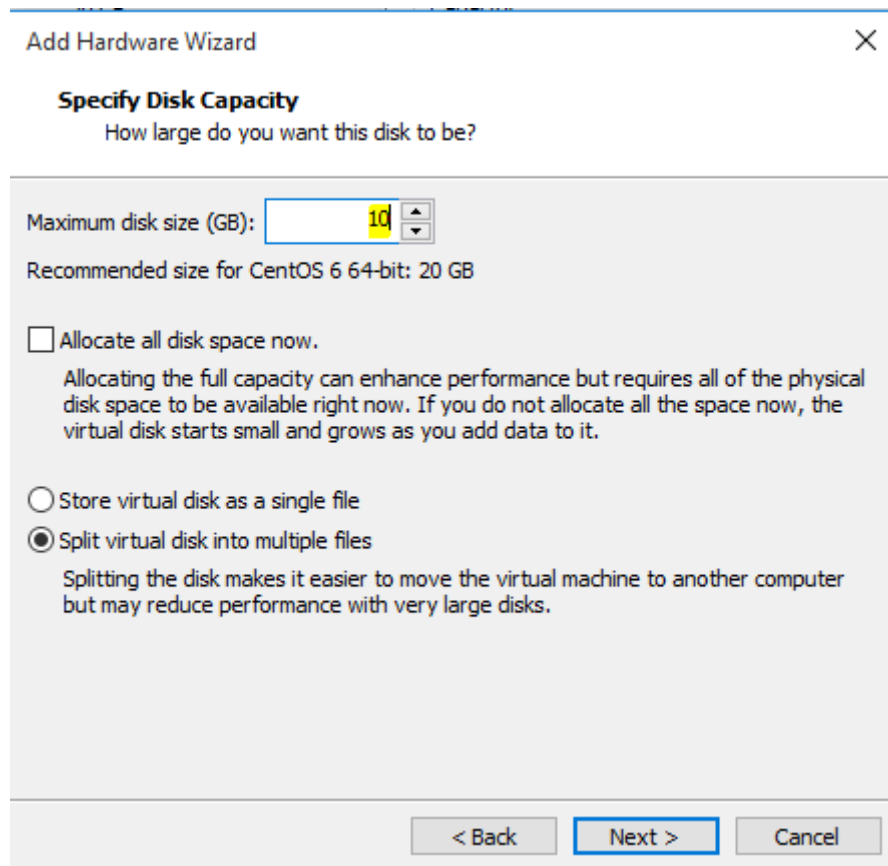 Add Hardware Wizard
Specify Disk Capacity
How large do you want this disk to be?
Maximum disk size (GB): 10
Recommended size for CentOS 6 64-bit: 20 GB
Allocate all disk space now.
Allocating the full capacity can enhance performance but requires all of the physical
disk space to be available right now. If you do not allocate all the space now, the
virtual disk starts small and grows as you add data to it.
Store virtual disk as a single file
Split virtual disk into multiple files
Splitting the disk makes it easier to move the virtual machine to another computer
but may reduce performance with very large disks.
< Back Next > Cancel